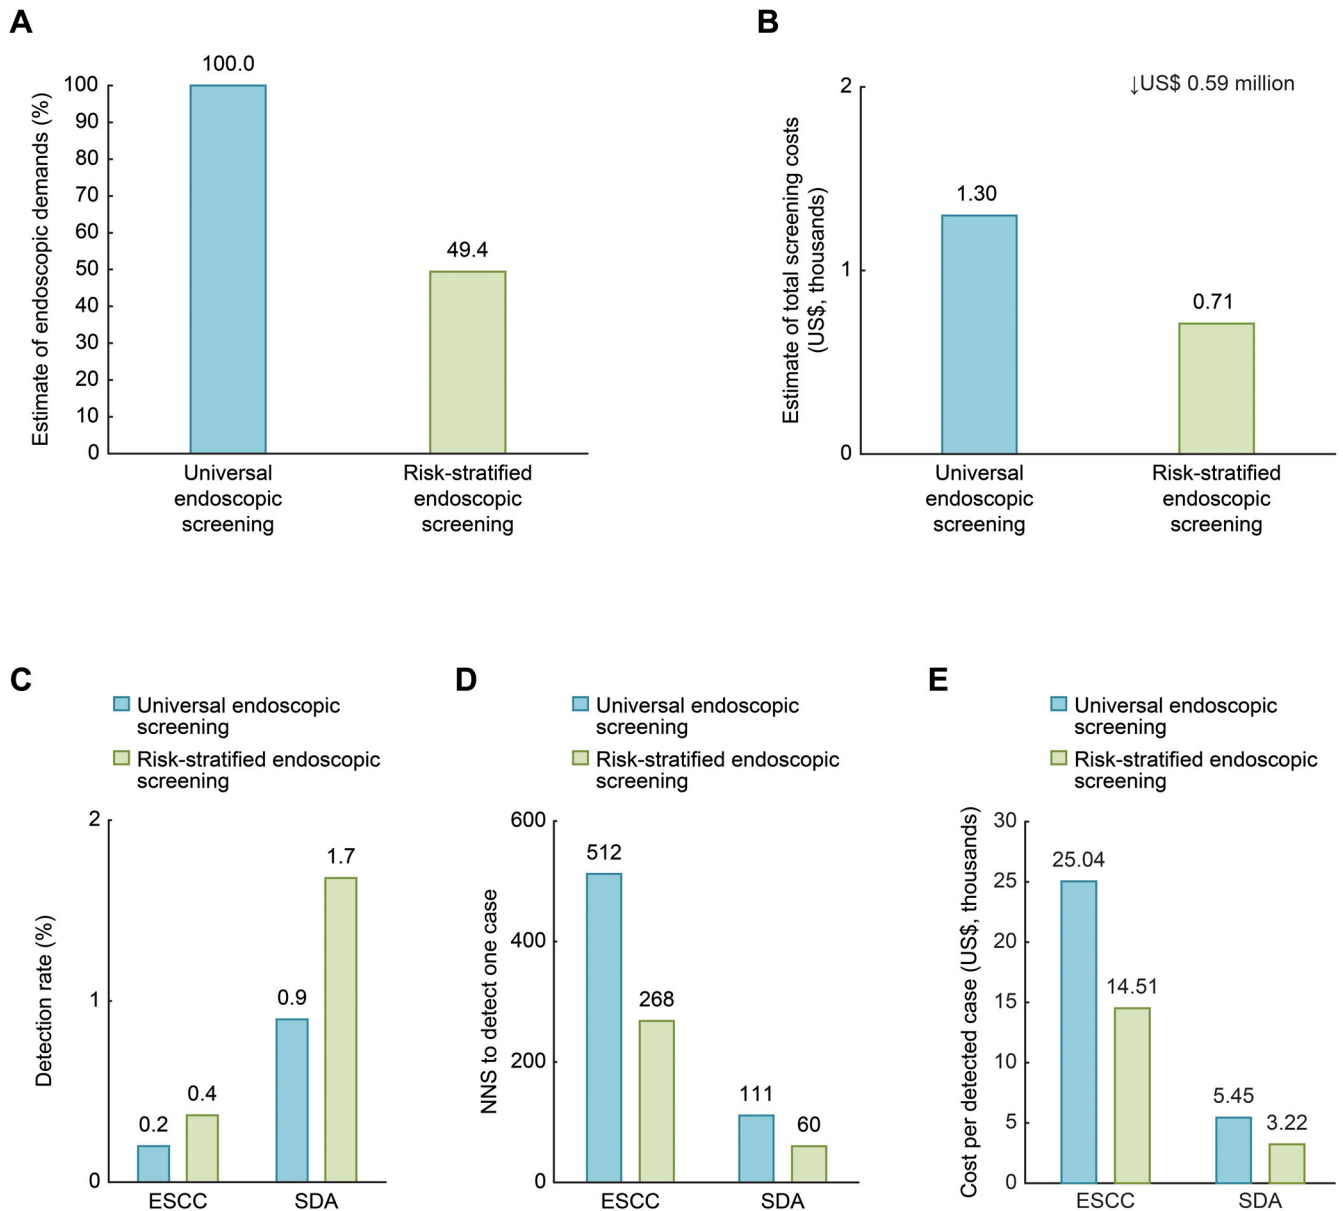 A
Estimate of endoscopic demands (%)
100
90
80
70
60
50
40
30
20
10
0
100.0
49.4
Universal
endoscopic
screening
Risk-stratified
endoscopic
screening
B
Estimate of total screening costs
(US$, thousands)
2
1
0
↓US$ 0.59 million
1.30
0.71
Universal
endoscopic
screening
Risk-stratified
endoscopic
screening
C
Universal endoscopic
screening
Risk-stratified endoscopic
screening
Detection rate (%)
2
1
0
0.2
0.4
0.9
1.7
ESCC
SDA
D
Universal endoscopic
screening
Risk-stratified endoscopic
screening
NNS to detect one case
600
400
200
0
512
268
111
60
ESCC
SDA
E
Universal endoscopic
screening
Risk-stratified endoscopic
screening
Cost per detected case (US$, thousands)
30
25
20
15
10
5
0
25.04
14.51
5.45
3.22
ESCC
SDA